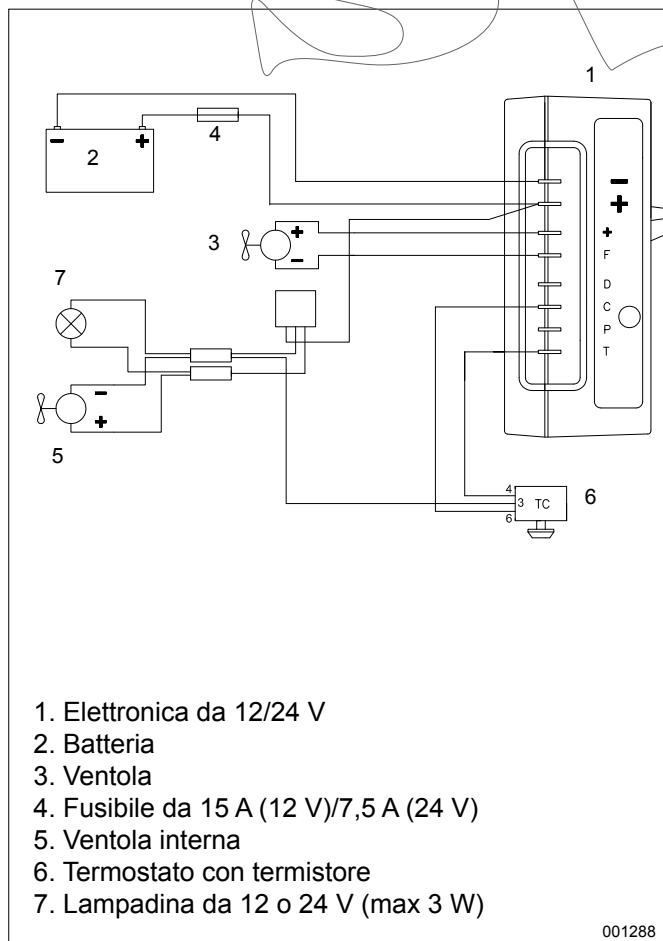 1
2
4
3
7
5
F
D
C
P
T
4
3 TC
6
6
1. Elettronica da 12/24 V
2. Batteria
3. Ventola
4. Fusibile da 15 A (12 V)/7,5 A (24 V)
5. Ventola interna
6. Termostato con termistore
7. Lampadina da 12 o 24 V (max 3 W)
001288